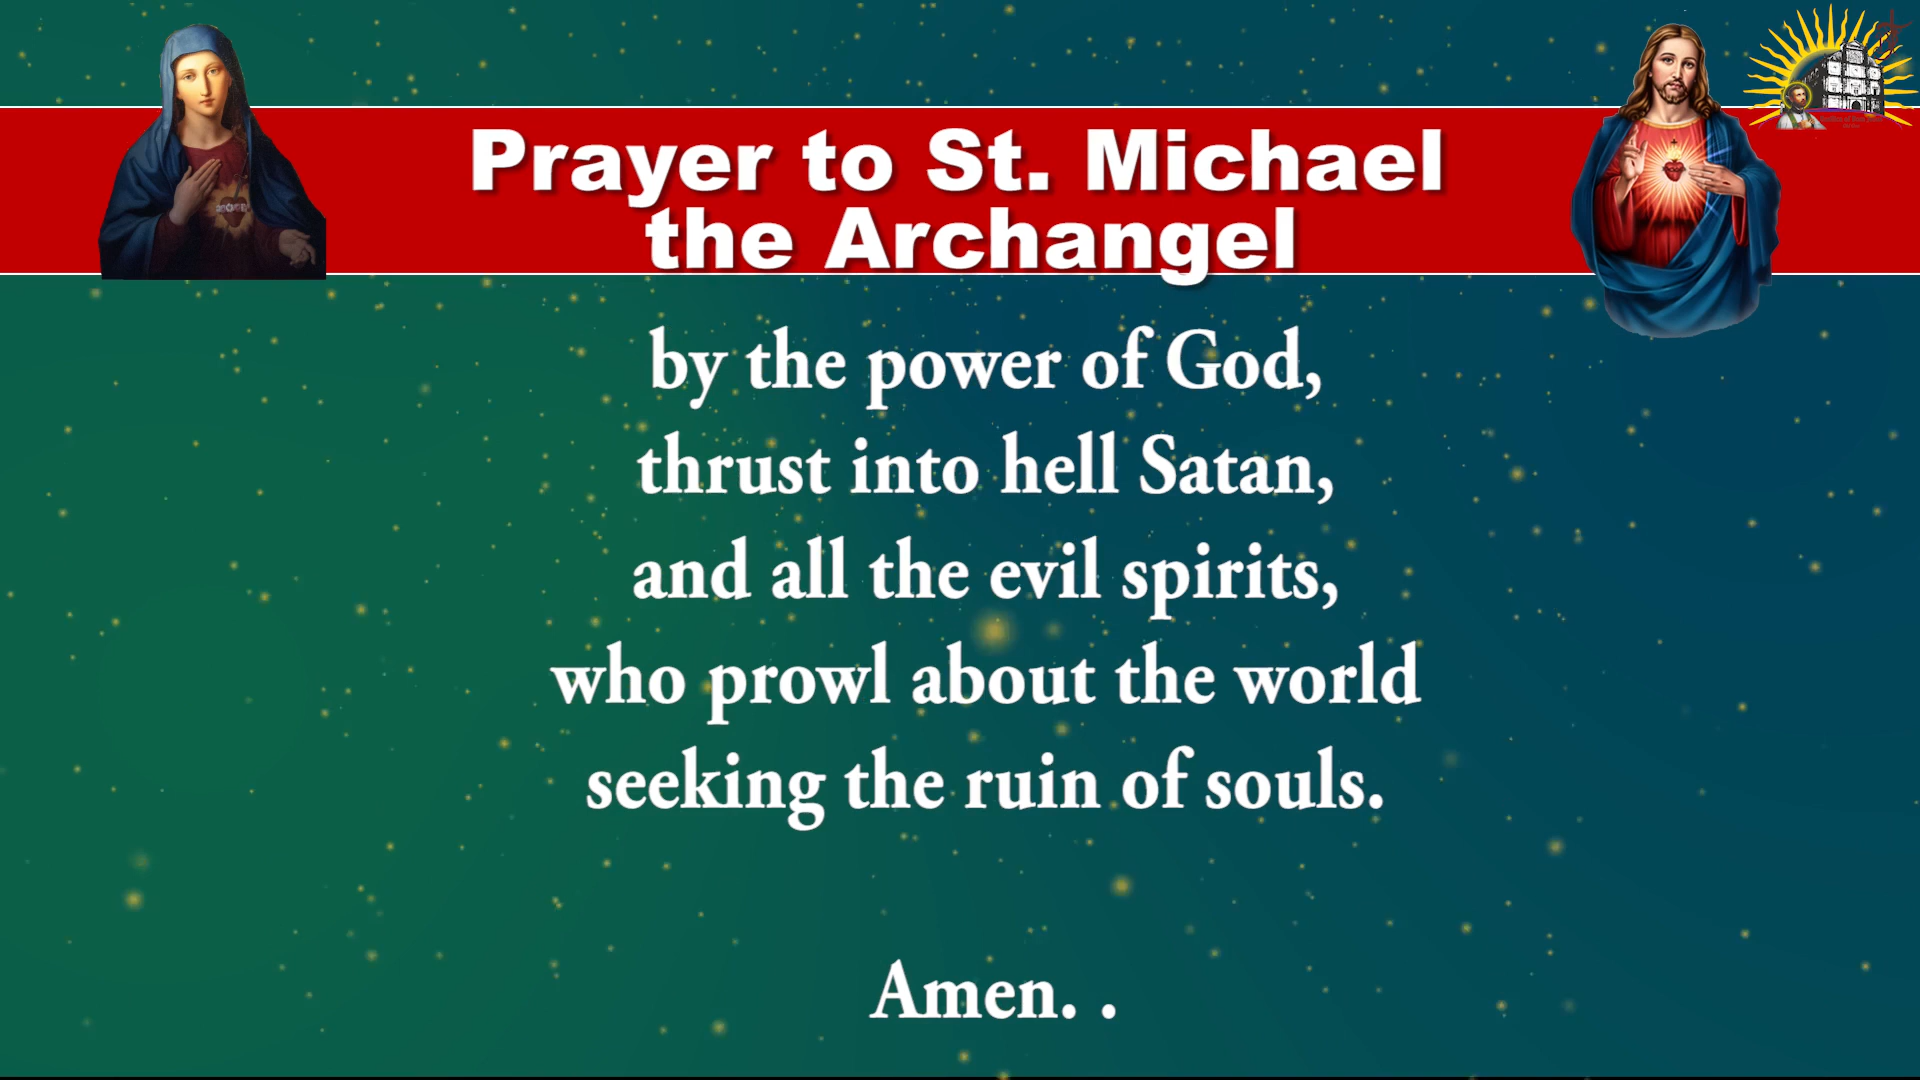 Prayer to St. Michael
the Archangel
by the power of God,
thrust into hell Satan,
and all the evil spirits,
who prowl about the world
seeking the ruin of souls.
Amen. .